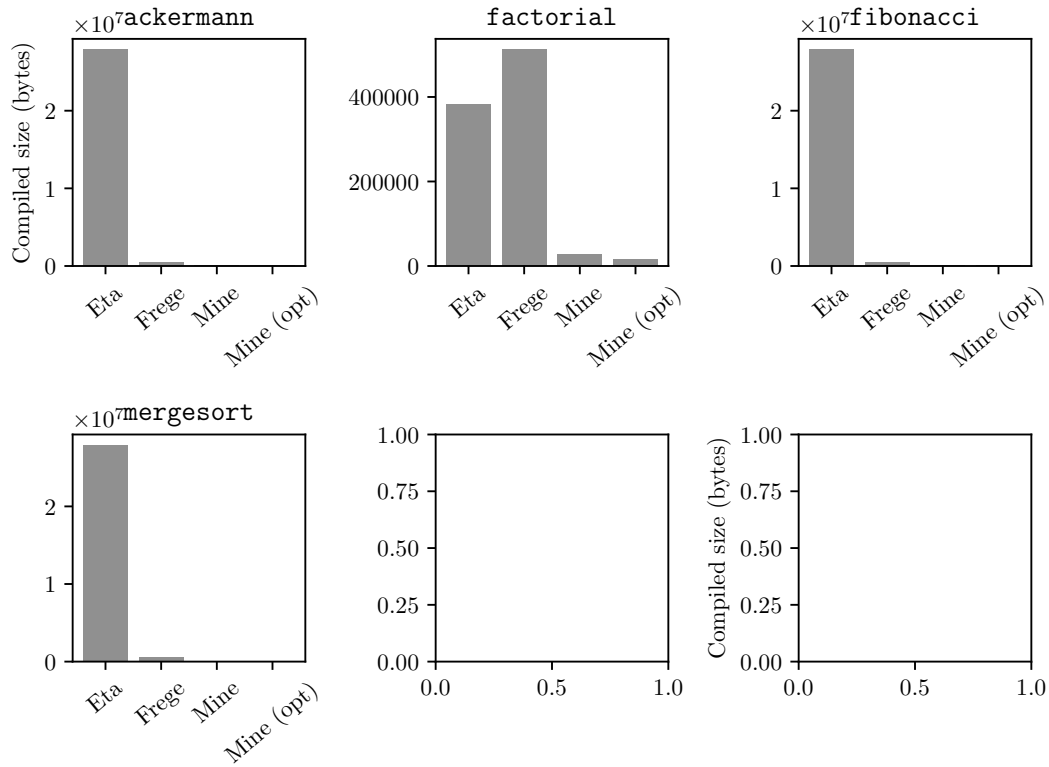 ×10⁷ackermann
Compiled size (bytes)
2
1
0
Eta
Frege
Mine
Mine (opt)
factorial
400000
200000
0
Eta
Frege
Mine
Mine (opt)
×10⁷fibonacci
2
1
0
Eta
Frege
Mine
Mine (opt)
×10⁷mergesort
2
1
0
Eta
Frege
Mine
Mine (opt)
1.00
0.75
0.50
0.25
0.00
0.0
0.5
1.0
Compiled size (bytes)
1.00
0.75
0.50
0.25
0.00
0.0
0.5
1.0